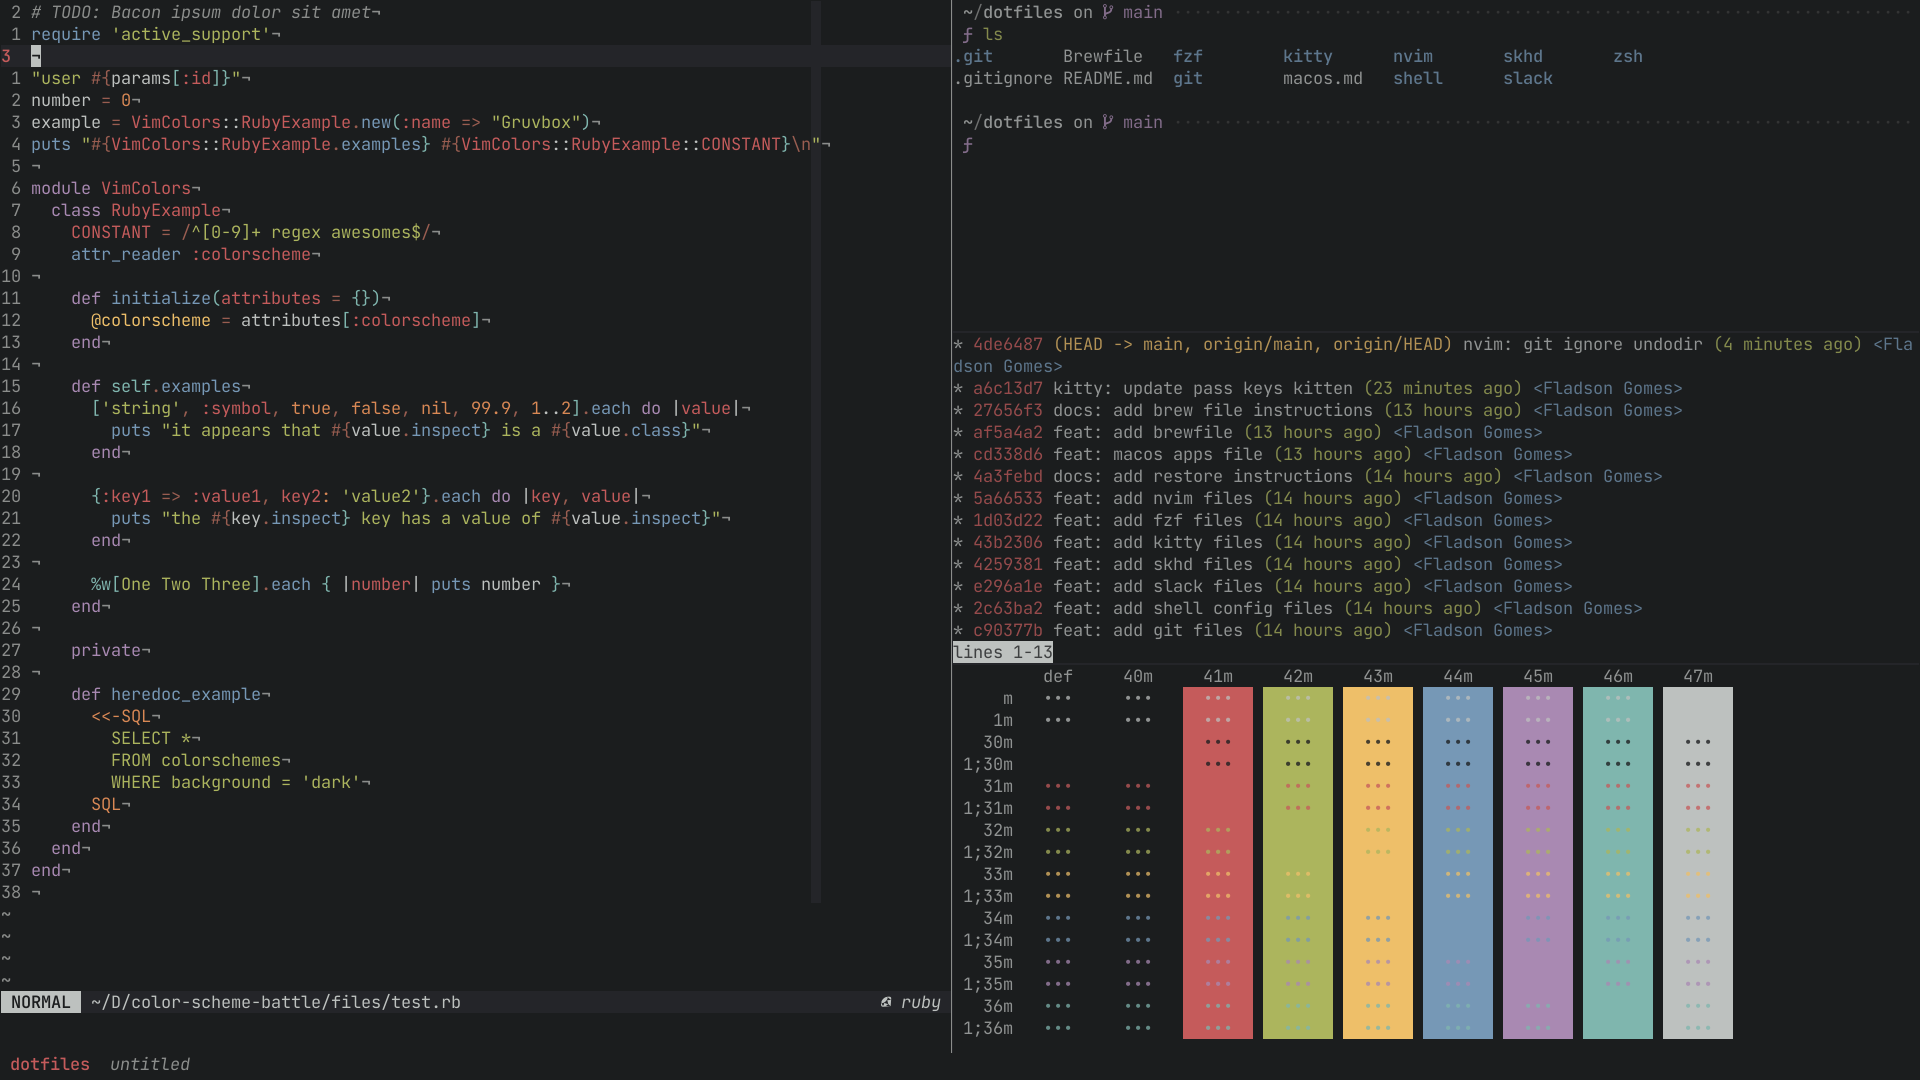 2 # TODO: Bacon ipsum dolor sit amet¬
1 require 'active_support'¬
3 ¬
1 "user #{params[:id]}"¬
2 number = 0¬
3 example = VimColors::RubyExample.new(:name => "Gruvbox")¬
4 puts "#{VimColors::RubyExample.examples} #{VimColors::RubyExample::CONSTANT}\n"¬
5 ¬
6 module VimColors¬
7   class RubyExample¬
8     CONSTANT = /^[0-9]+ regex awesomes$/¬
9     attr_reader :colorscheme¬
10 ¬
11     def initialize(attributes = {})¬
12       @colorscheme = attributes[:colorscheme]¬
13     end¬
14 ¬
15     def self.examples¬
16       ['string', :symbol, true, false, nil, 99.9, 1..2].each do |value|¬
17         puts "it appears that #{value.inspect} is a #{value.class}"¬
18       end¬
19 ¬
20       {:key1 => :value1, key2: 'value2'}.each do |key, value|¬
21         puts "the #{key.inspect} key has a value of #{value.inspect}"¬
22       end¬
23 ¬
24       %w[One Two Three].each { |number| puts number }¬
25     end¬
26 ¬
27     private¬
28 ¬
29     def heredoc_example¬
30       <<-SQL¬
31         SELECT *¬
32         FROM colorschemes¬
33         WHERE background = 'dark'¬
34       SQL¬
35     end¬
36   end¬
37 end¬
38 ¬
~
~
~
~
NORMAL ~/D/color-scheme-battle/files/test.rb ruby
~/dotfiles on main
ƒ ls
.git Brewfile fzf kitty nvim skhd zsh
.gitignore README.md git macos.md shell slack
~/dotfiles on main
ƒ
* 4de6487 (HEAD -> main, origin/main, origin/HEAD) nvim: git ignore undodir (4 minutes ago) <Fla
dson Gomes>
* a6c13d7 kitty: update pass keys kitten (23 minutes ago) <Fladson Gomes>
* 27656f3 docs: add brew file instructions (13 hours ago) <Fladson Gomes>
* af5a4a2 feat: add brewfile (13 hours ago) <Fladson Gomes>
* cd338d6 feat: macos apps file (13 hours ago) <Fladson Gomes>
* 4a3febd docs: add restore instructions (14 hours ago) <Fladson Gomes>
* 5a66533 feat: add nvim files (14 hours ago) <Fladson Gomes>
* 1d03d22 feat: add fzf files (14 hours ago) <Fladson Gomes>
* 43b2306 feat: add kitty files (14 hours ago) <Fladson Gomes>
* 4259381 feat: add skhd files (14 hours ago) <Fladson Gomes>
* e296a1e feat: add slack files (14 hours ago) <Fladson Gomes>
* 2c63ba2 feat: add shell config files (14 hours ago) <Fladson Gomes>
* c90377b feat: add git files (14 hours ago) <Fladson Gomes>
lines 1-13
def 40m 41m 42m 43m 44m 45m 46m 47m
m
1m
30m
1;30m
31m
1;31m
32m
1;32m
33m
1;33m
34m
1;34m
35m
1;35m
36m
1;36m
dotfiles untitled